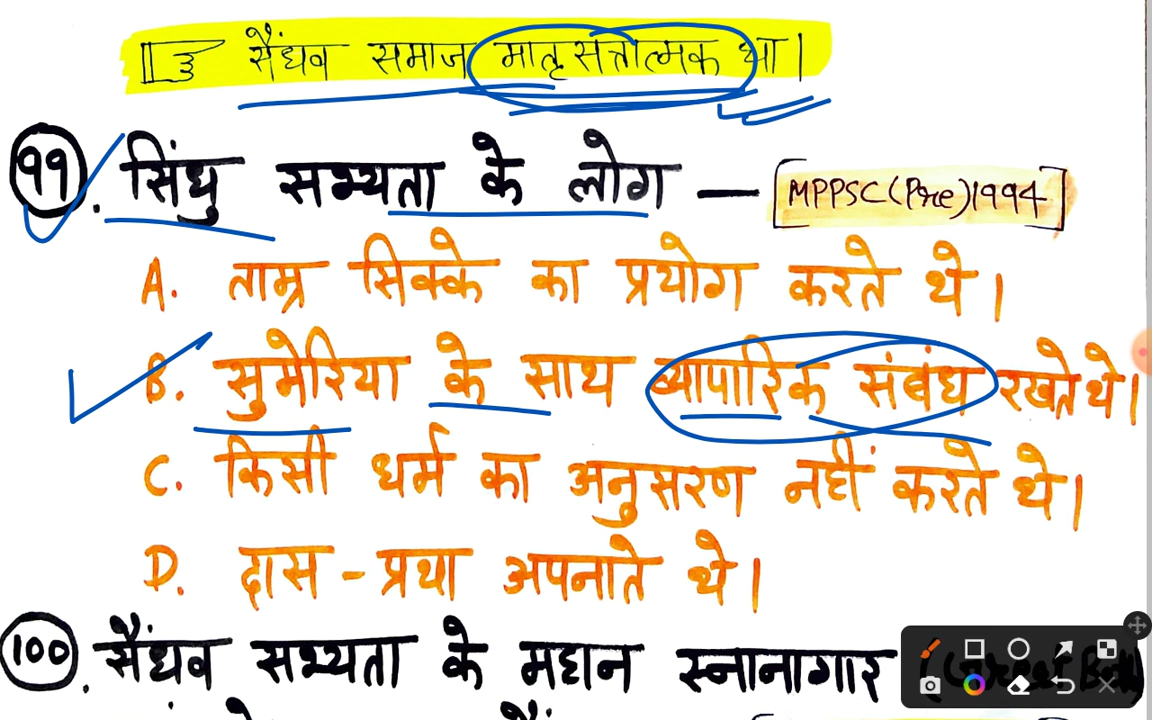 सैंधव समाज मातृसत्तात्मक था।
99. सिंधु सभ्यता के लोग — [MPPSC(Pre)1994]
A. ताम्र सिक्के का प्रयोग करते थे।
B. सुमेरिया के साथ व्यापारिक संबंध रखते थे।
C. किसी धर्म का अनुसरण नहीं करते थे।
D. दास-प्रथा अपनाते थे।
100. सैंधव सभ्यता के महान स्नानागार